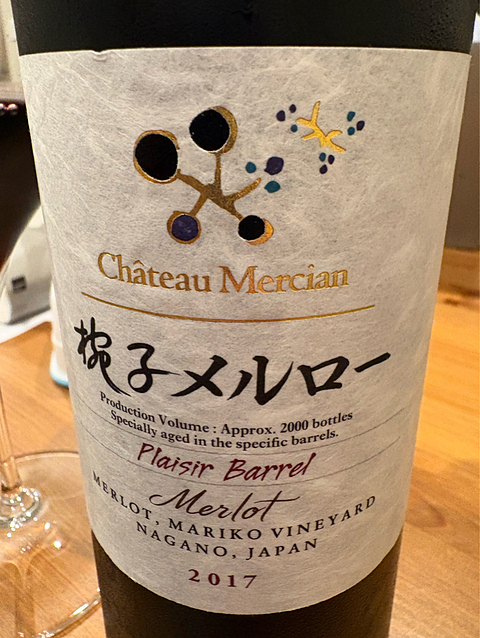 Château Mercian
椀子メルロー
Production Volume : Approx. 2000 bottles
Specially aged in the specific barrels.
Plaisir Barrel
Merlot
MERLOT, MARIKO VINEYARD
NAGANO, JAPAN
2017